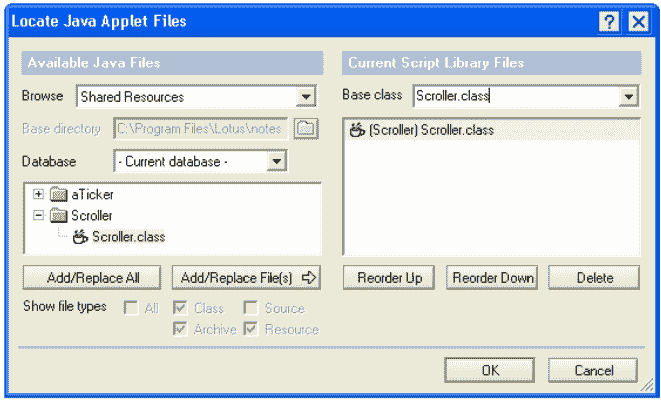 Locate Java Applet Files
Available Java Files
Current Script Library Files
Browse Shared Resources
Base class Scroller.class
Base directory C:\Program Files\Lotus\notes
(Scroller) Scroller.class
Database - Current database -
aTicker
Scroller
Scroller.class
Add/Replace All Add/Replace File(s) Reorder Up Reorder Down Delete
Show file types All Class Source
Archive Resource
OK Cancel